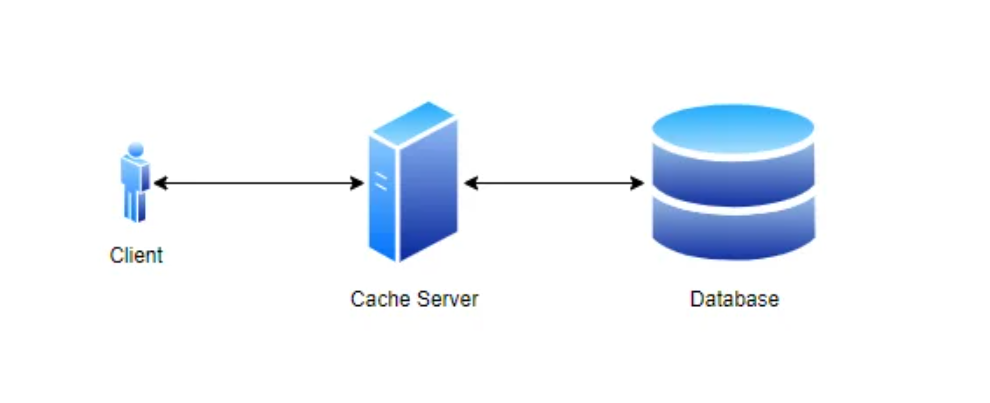 Client
Cache Server
Database